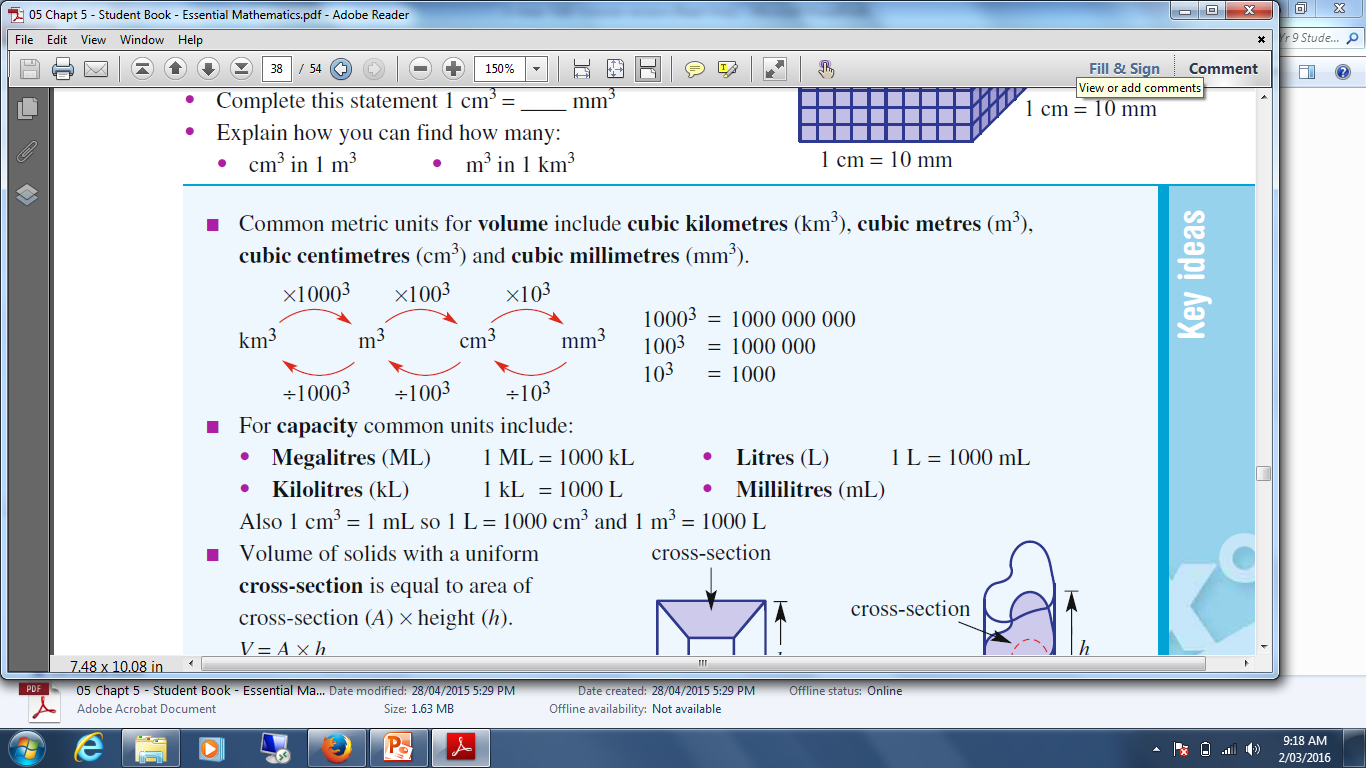 05 Chapt 5 - Student Book - Essential Mathematics.pdf - Adobe Reader
File Edit View Window Help
Yr 9 Stude...
38 / 54 150% Fill & Sign Comment
View or add comments
• Complete this statement 1 cm³ = ____ mm³
• Explain how you can find how many:
• cm³ in 1 m³ • m³ in 1 km³
1 cm = 10 mm
1 cm = 10 mm
Key ideas
■ Common metric units for volume include cubic kilometres (km³), cubic metres (m³),
cubic centimetres (cm³) and cubic millimetres (mm³).
×1000³ ×100³ ×10³
km³ m³ cm³ mm³
÷1000³ ÷100³ ÷10³
1000³ = 1000 000 000
100³ = 1000 000
10³ = 1000
■ For capacity common units include:
• Megalitres (ML) 1 ML = 1000 kL • Litres (L) 1 L = 1000 mL
• Kilolitres (kL) 1 kL = 1000 L • Millilitres (mL)
Also 1 cm³ = 1 mL so 1 L = 1000 cm³ and 1 m³ = 1000 L
■ Volume of solids with a uniform
cross-section is equal to area of
cross-section (A) × height (h).
V = A × h
cross-section
cross-section
h
7.48 x 10.08 in
05 Chapt 5 - Student Book - Essential Ma... Date modified: 28/04/2015 5:29 PM Date created: 28/04/2015 5:29 PM Offline status: Online
Adobe Acrobat Document Size: 1.63 MB Offline availability: Not available
PDF
9:18 AM
2/03/2016